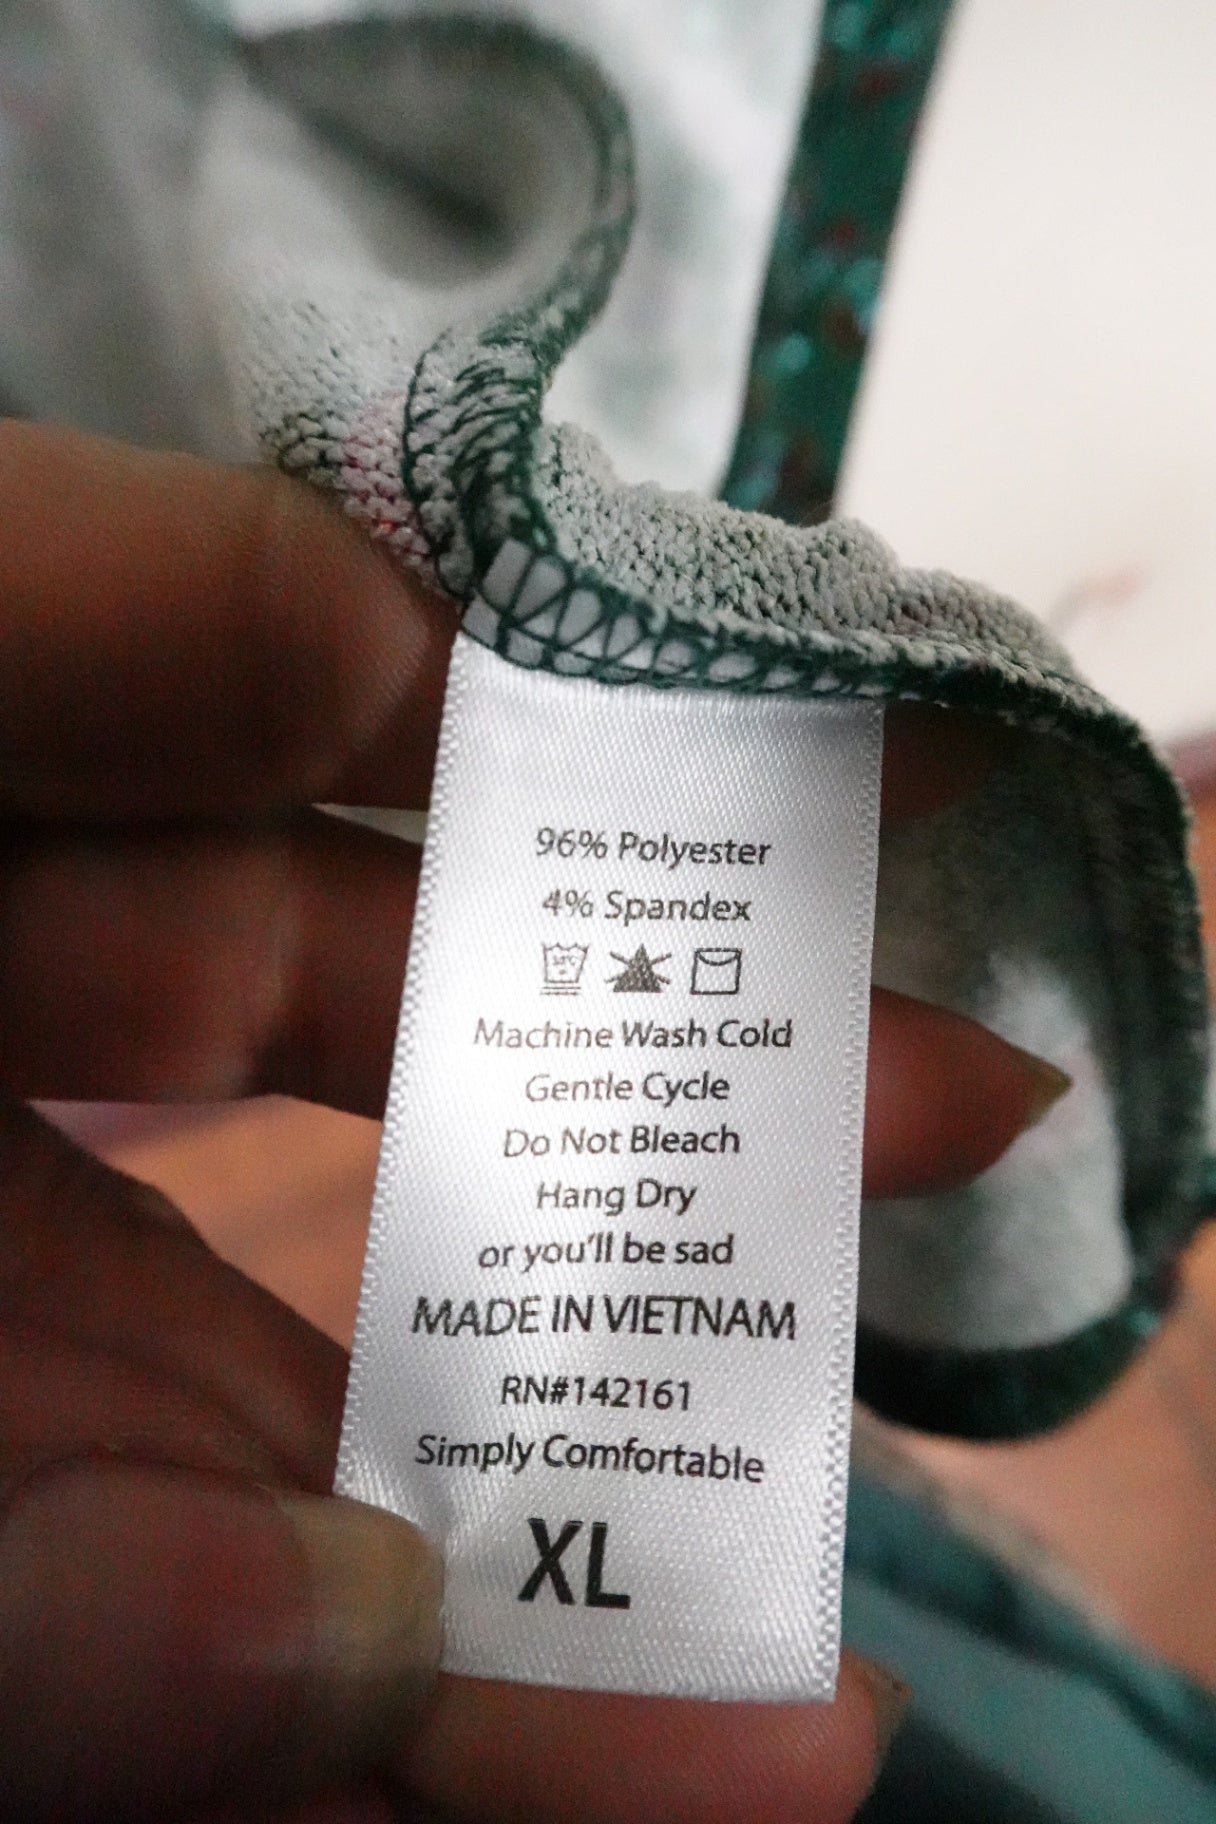 96% Polyester
4% Spandex
30°C
Machine Wash Cold
Gentle Cycle
Do Not Bleach
Hang Dry
or you'll be sad
MADE IN VIETNAM
RN#142161
Simply Comfortable
XL